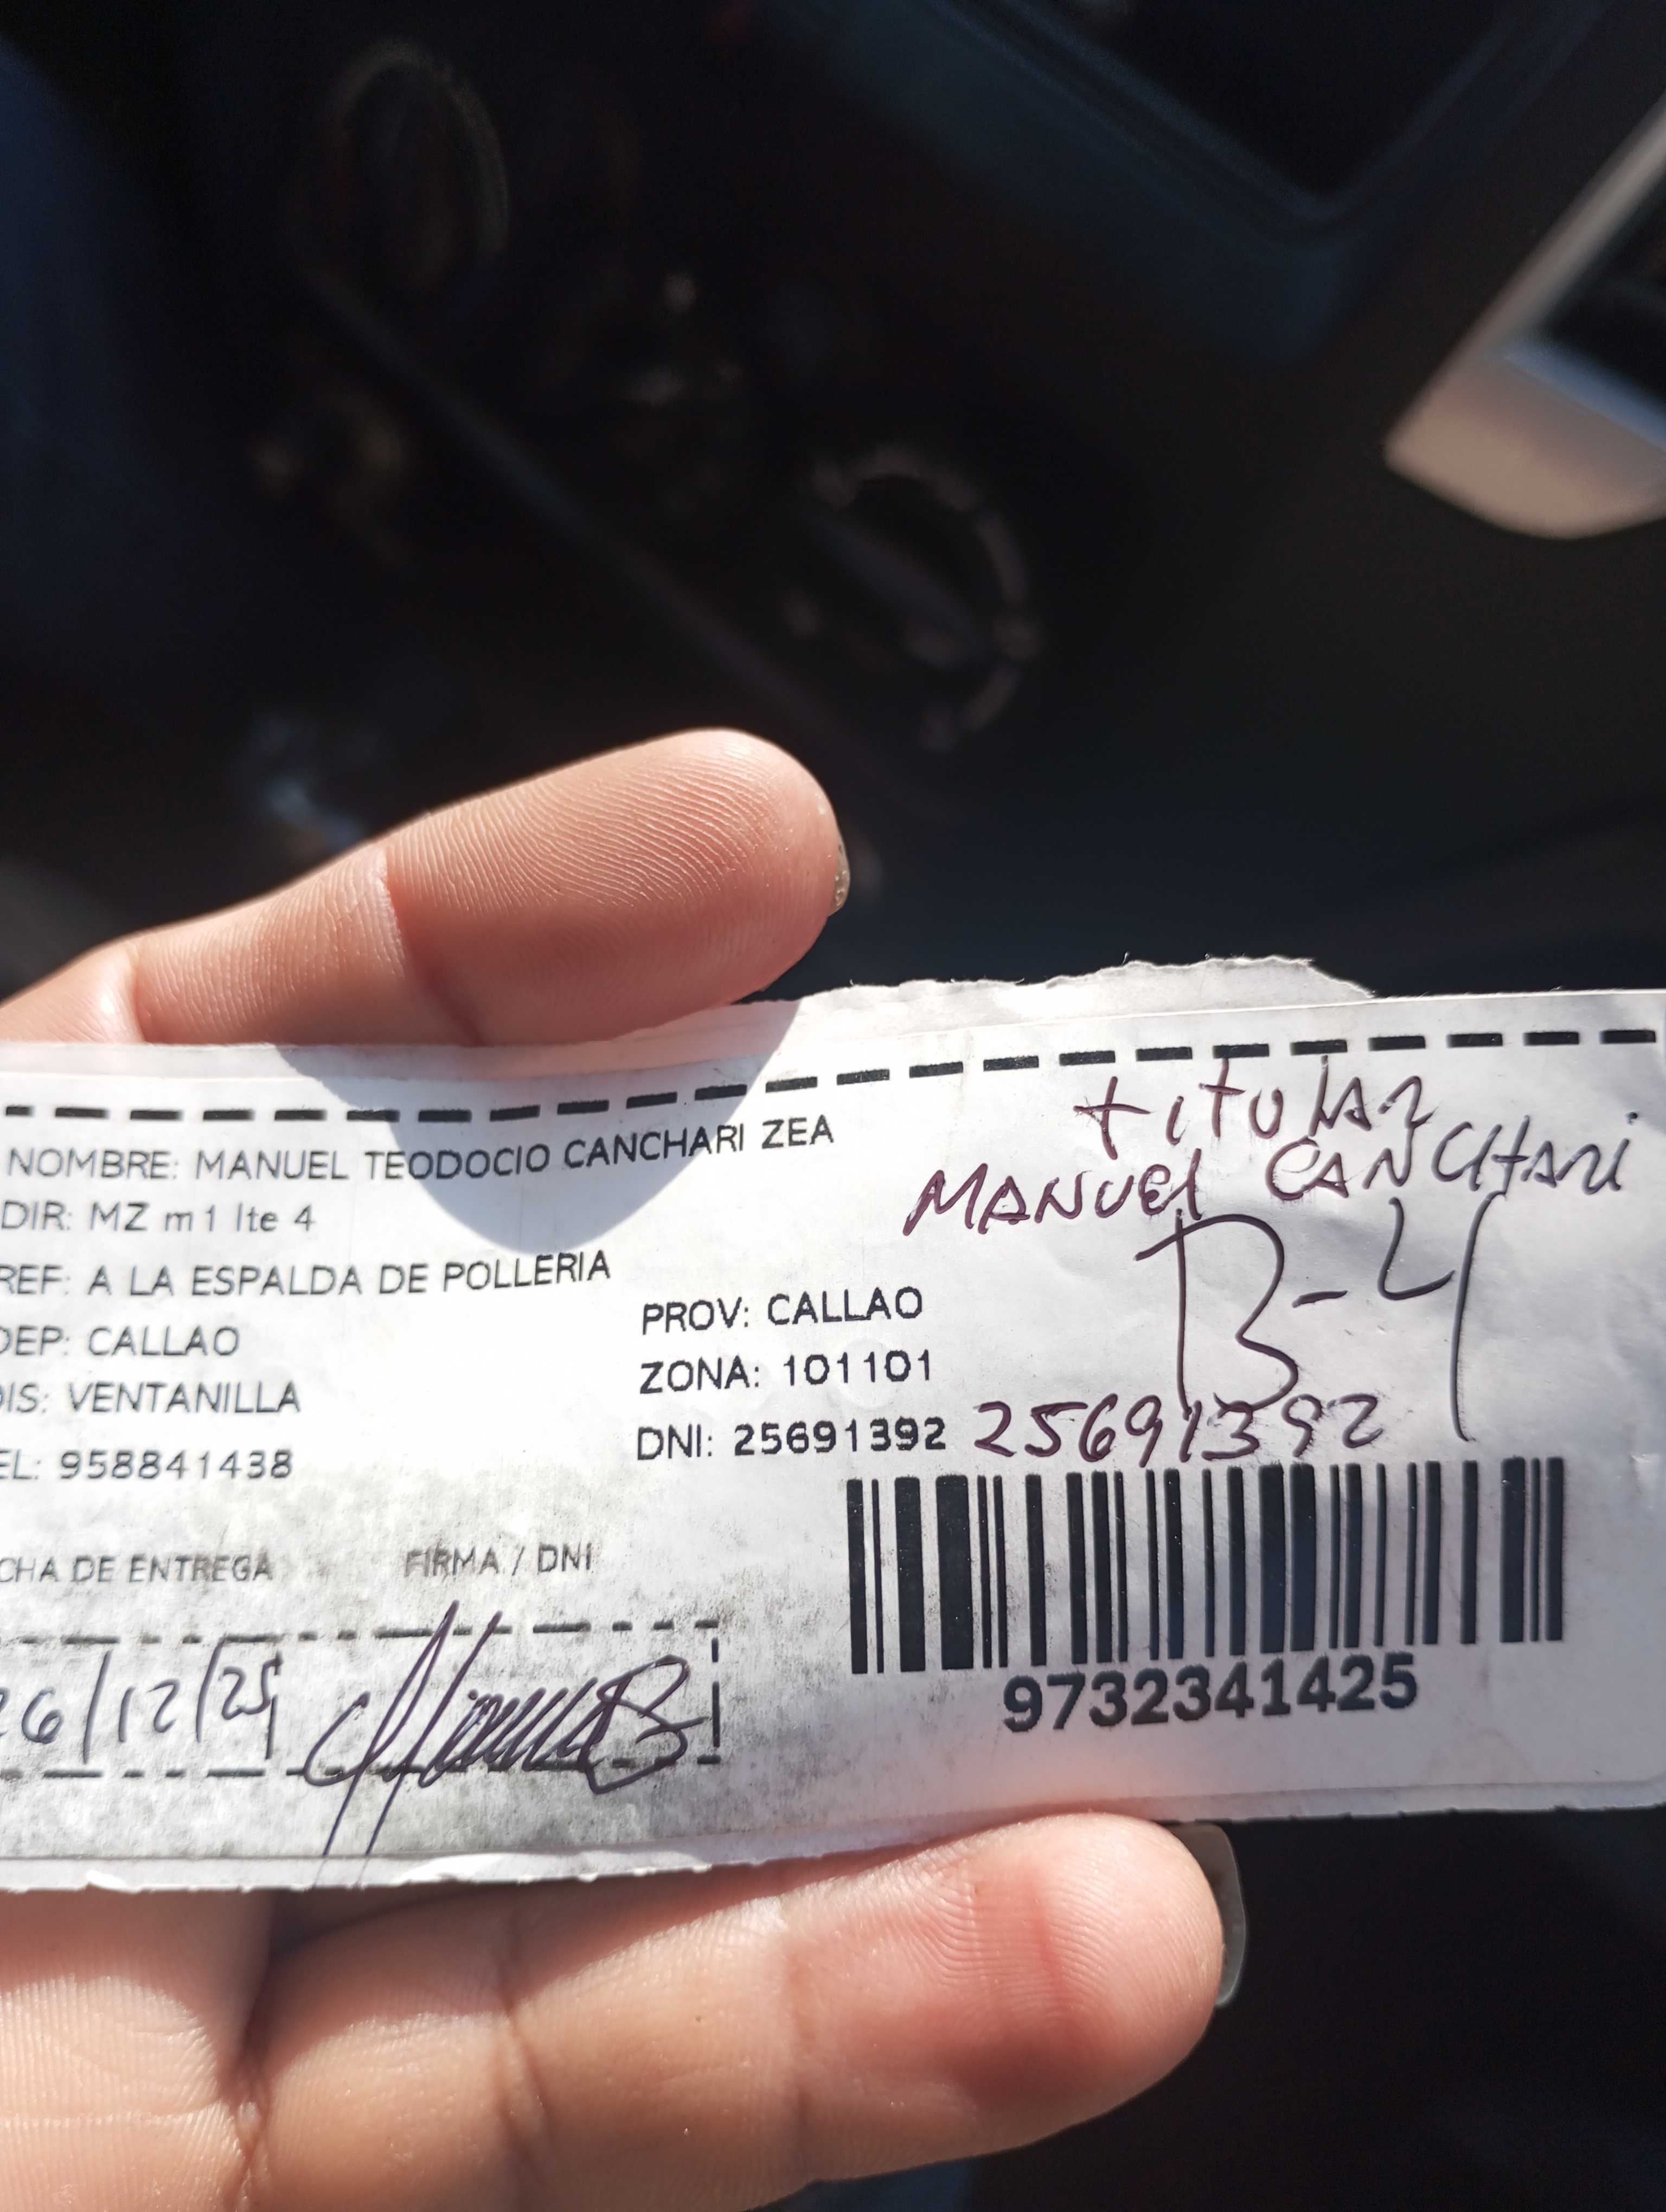 titular
MANUEL CANCHARI
NOMBRE: MANUEL TEODOCIO CANCHARI ZEA
DIR: MZ m1 lte 4
REF: A LA ESPALDA DE POLLERIA
DEP: CALLAO
PROV: CALLAO
B-4
DIS: VENTANILLA
ZONA: 101101
EL: 958841438
DNI: 25691392 25691392
CHA DE ENTREGA
FIRMA / DNI
26/12/25
9732341425